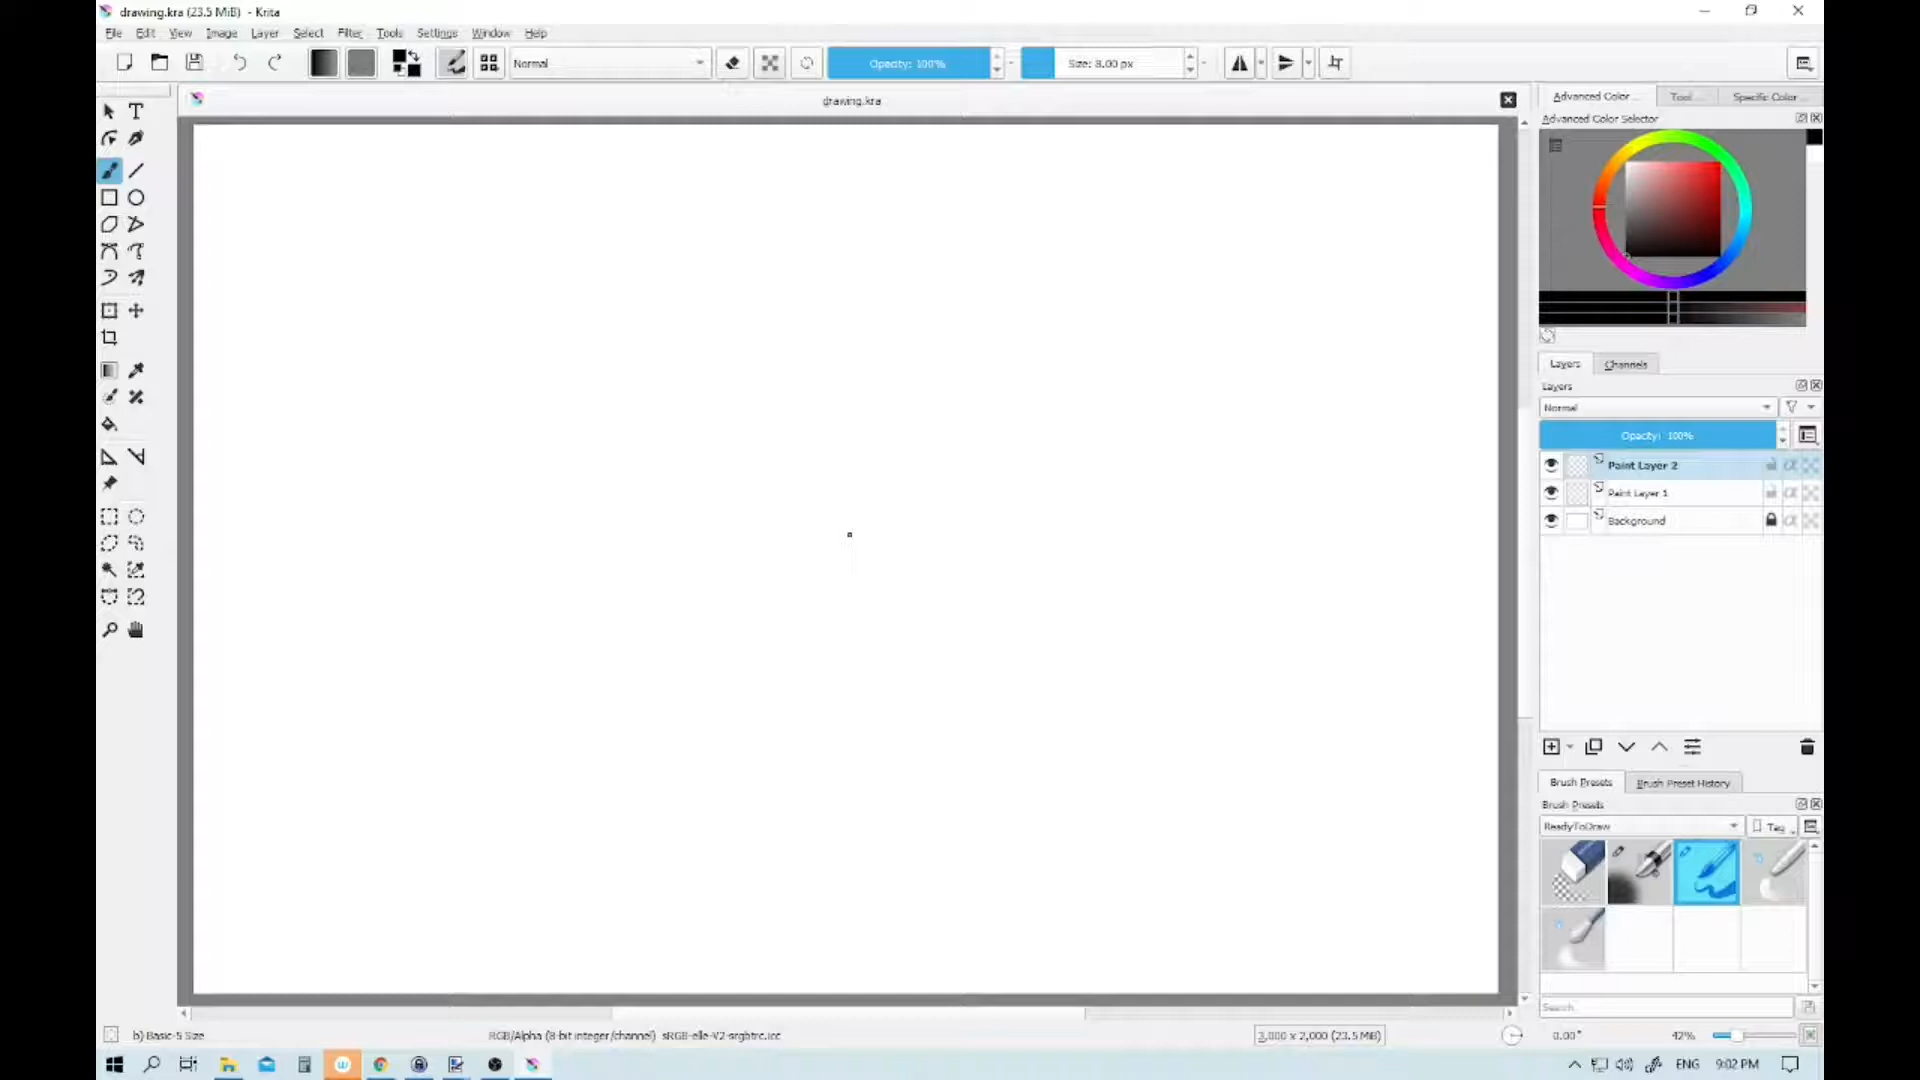 drawing.kra (23.5 MiB) - Krita
File Edit View Image Layer Select Filter Tools Settings Window Help
Normal
Opacity: 100%
Size: 8.00 px
drawing.kra
Advanced Color ...
Tool ...
Specific Color ...
Advanced Color Selector
Layers
Channels
Layers
Normal
Opacity: 100%
Paint Layer 2
Paint Layer 1
Background
Brush Presets
Brush Preset History
Brush Presets
ReadyToDraw
Tag
Search
b) Basic-5 Size
RGB/Alpha (8-bit integer/channel) sRGB-elle-V2-srgbtrc.icc
3,000 x 2,000 (23.5 MiB)
0.00°
42%
ENG
9:02 PM